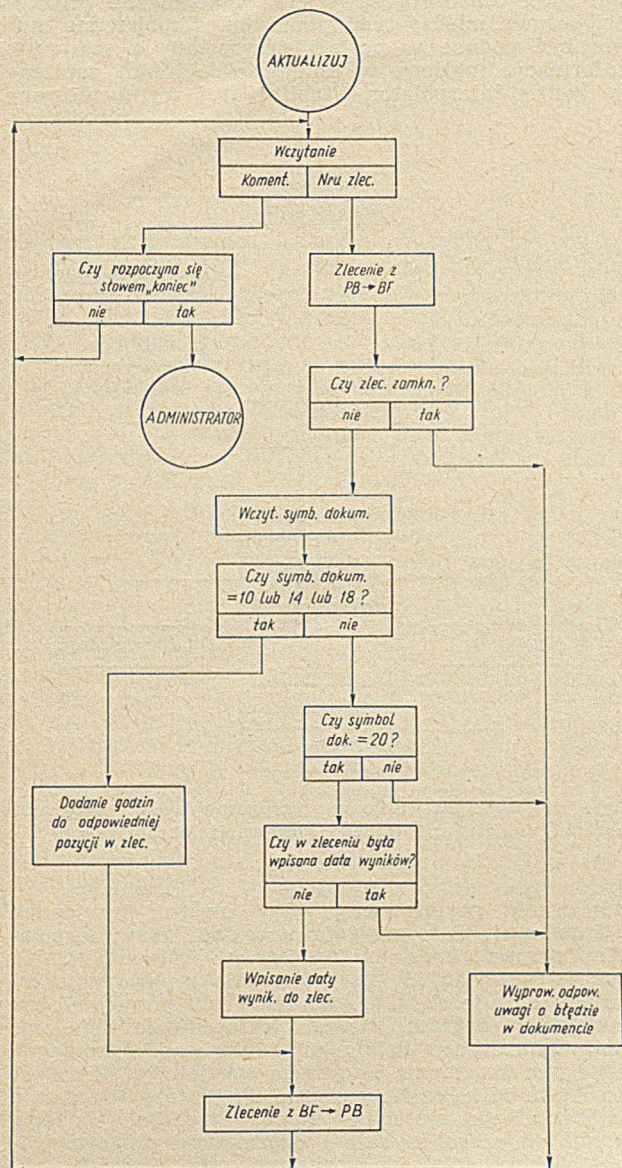 AKTUALIZUJ
Wczytanie
Koment. Nru zlec.
Czy rozpoczyna się
słowem „koniec"
nie tak
Zlecenie z
PB→BF
ADMINISTRATOR
Czy zlec. zamkn. ?
nie tak
Wczyt. symb. dokum.
Czy symb. dokum.
=10 lub 14 lub 18 ?
tak nie
Czy symbol
dok. = 20 ?
tak nie
Dodanie godzin
do odpowiedniej
pozycji w zlec.
Czy w zleceniu była
wpisana data wyników?
nie tak
Wpisanie daty
wynik. do zlec.
Wyprow. odpow.
uwagi o błędzie
w dokumencie
Zlecenie z BF→PB